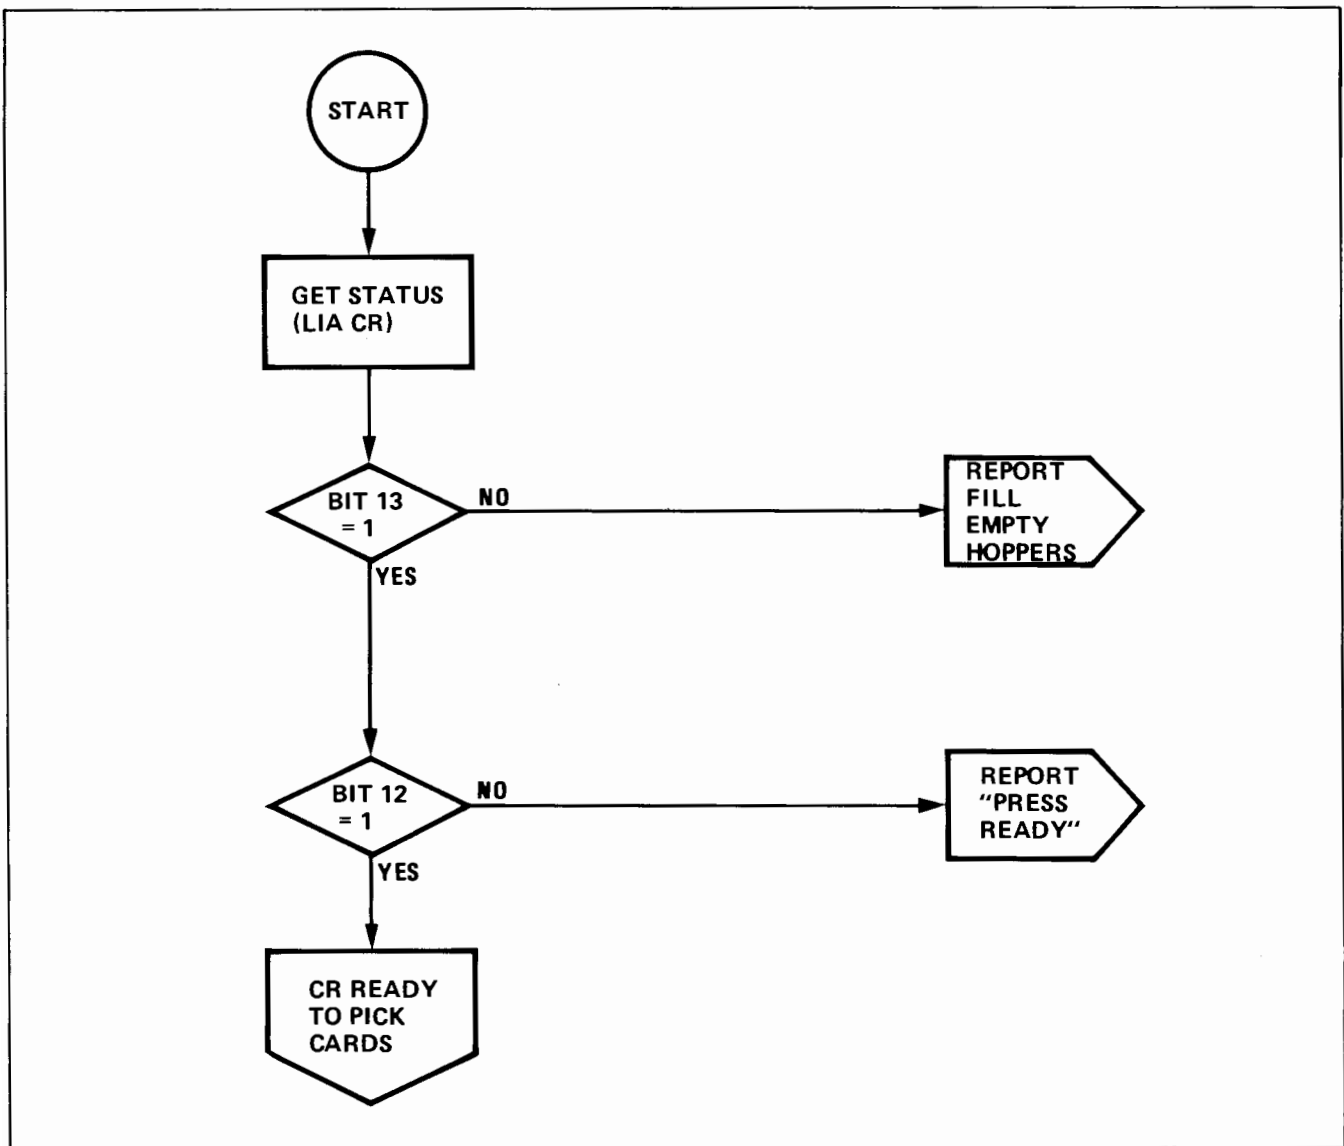 START
GET STATUS
(LIA CR)
BIT 13
= 1
NO
YES
REPORT
FILL
EMPTY
HOPPERS
BIT 12
= 1
NO
YES
REPORT
"PRESS
READY"
CR READY
TO PICK
CARDS